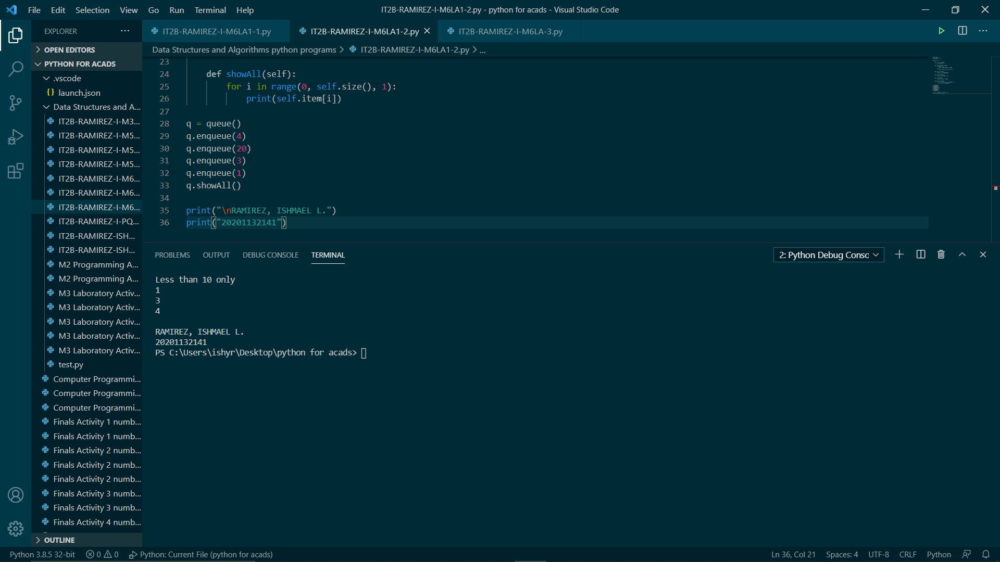 File Edit Selection View Go Run Terminal Help
IT2B-RAMIREZ-I-M6LA1-2.py - python for acads - Visual Studio Code
EXPLORER
OPEN EDITORS
PYTHON FOR ACADS
.vscode
{} launch.json
Data Structures and A...
IT2B-RAMIREZ-I-M3...
IT2B-RAMIREZ-I-M5...
IT2B-RAMIREZ-I-M5...
IT2B-RAMIREZ-I-M5...
IT2B-RAMIREZ-I-M6...
IT2B-RAMIREZ-I-M6...
IT2B-RAMIREZ-I-M6...
IT2B-RAMIREZ-I-PQ...
IT2B-RAMIREZ-ISH...
IT2B-RAMIREZ-ISH...
M2 Programming A...
M2 Programming A...
M3 Laboratory Activ...
M3 Laboratory Activ...
M3 Laboratory Activ...
M3 Laboratory Activ...
M3 Laboratory Activ...
test.py
Computer Programmi...
Computer Programmi...
Computer Programmi...
Finals Activity 1 numb...
Finals Activity 1 numb...
Finals Activity 2 numb...
Finals Activity 2 numb...
Finals Activity 2 numb...
Finals Activity 3 numb...
Finals Activity 3 numb...
Finals Activity 4 numb...
OUTLINE
IT2B-RAMIREZ-I-M6LA1-1.py
IT2B-RAMIREZ-I-M6LA1-2.py
IT2B-RAMIREZ-I-M6LA-3.py
Data Structures and Algorithms python programs > IT2B-RAMIREZ-I-M6LA1-2.py > ...
23
24 def showAll(self):
25 for i in range(0, self.size(), 1):
26 print(self.item[i])
27
28 q = queue()
29 q.enqueue(4)
30 q.enqueue(20)
31 q.enqueue(3)
32 q.enqueue(1)
33 q.showAll()
34
35 print("\nRAMIREZ, ISHMAEL L.")
36 print("20201132141")
PROBLEMS OUTPUT DEBUG CONSOLE TERMINAL
2: Python Debug Consc
Less than 10 only
1
3
4
RAMIREZ, ISHMAEL L.
20201132141
PS C:\Users\ishyr\Desktop\python for acads>
Python 3.8.5 32-bit 0 0 Python: Current File (python for acads)
Ln 36, Col 21 Spaces: 4 UTF-8 CRLF Python